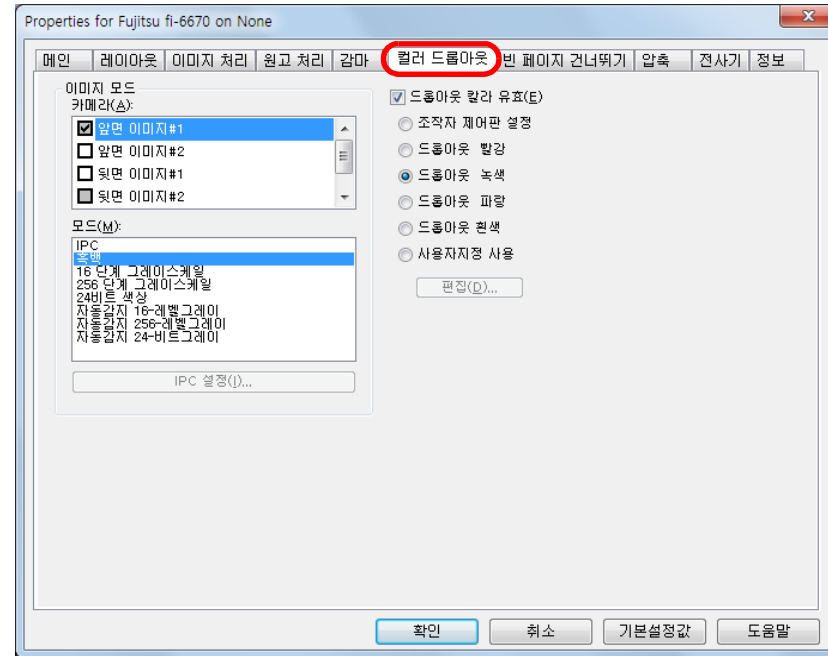 Properties for Fujitsu fi-6670 on None
메인 레이아웃 이미지 처리 원고 처리 감마 컬러 드롭아웃 빈 페이지 건너뛰기 압축 전사기 정보
이미지 모드
카메라(A):
앞면 이미지#1
앞면 이미지#2
뒷면 이미지#1
뒷면 이미지#2
모드(M):
IPC
흑백
16 단계 그레이스케일
256 단계 그레이스케일
24비트 색상
자동감지 16-레벨그레이
자동감지 256-레벨그레이
자동감지 24-비트그레이
IPC 설정(I)...
드롭아웃 칼라 유효(E)
조작자 제어판 설정
드롭아웃 빨강
드롭아웃 녹색
드롭아웃 파랑
드롭아웃 흰색
사용자지정 사용
편집(D)...
확인 취소 기본설정값 도움말